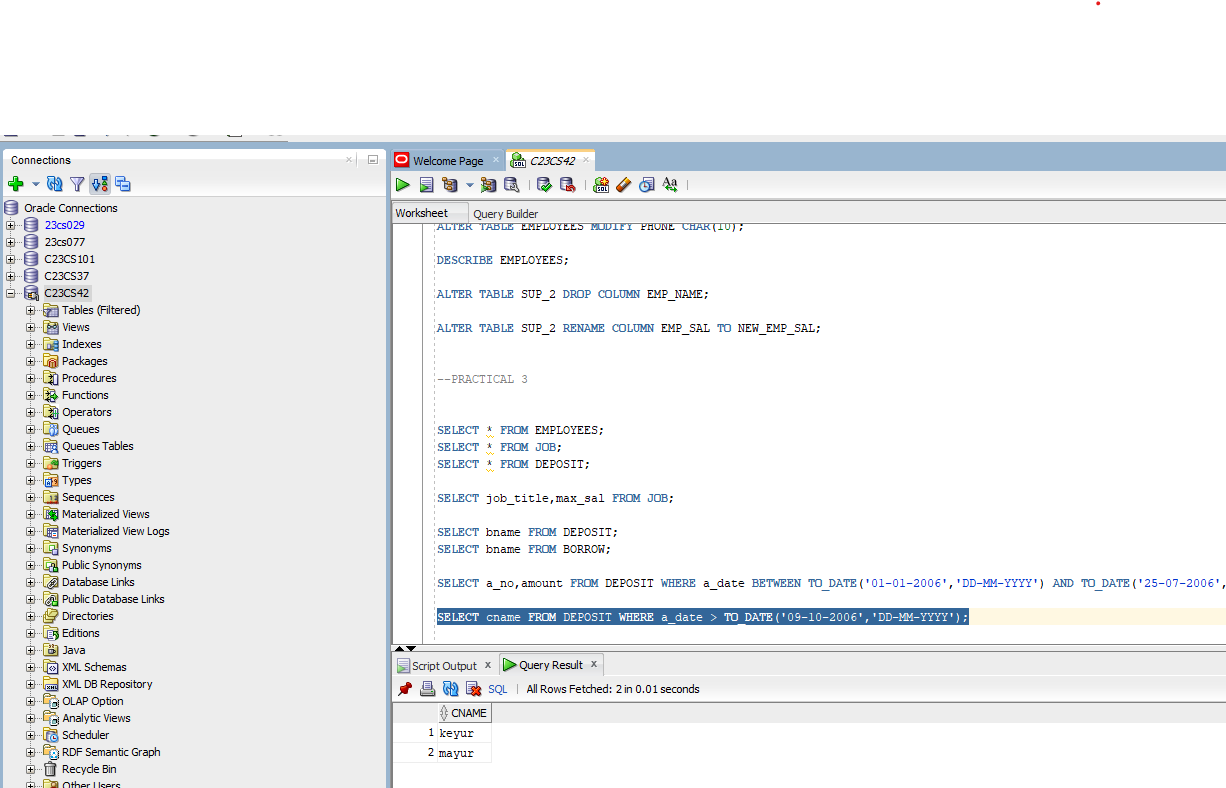 Connections
Oracle Connections
23cs029
23cs077
C23CS101
C23CS37
C23CS42
Tables (Filtered)
Views
Indexes
Packages
Procedures
Functions
Operators
Queues
Queues Tables
Triggers
Types
Sequences
Materialized Views
Materialized View Logs
Synonyms
Public Synonyms
Database Links
Public Database Links
Directories
Editions
Java
XML Schemas
XML DB Repository
OLAP Option
Analytic Views
Scheduler
RDF Semantic Graph
Recycle Bin
Other Users
Welcome Page C23CS42
Worksheet Query Builder
ALTER TABLE EMPLOYEES MODIFY PHONE CHAR(10);
DESCRIBE EMPLOYEES;
ALTER TABLE SUP_2 DROP COLUMN EMP_NAME;
ALTER TABLE SUP_2 RENAME COLUMN EMP_SAL TO NEW_EMP_SAL;
--PRACTICAL 3
SELECT * FROM EMPLOYEES;
SELECT * FROM JOB;
SELECT * FROM DEPOSIT;
SELECT job_title,max_sal FROM JOB;
SELECT bname FROM DEPOSIT;
SELECT bname FROM BORROW;
SELECT a_no,amount FROM DEPOSIT WHERE a_date BETWEEN TO_DATE('01-01-2006','DD-MM-YYYY') AND TO_DATE('25-07-2006',
SELECT cname FROM DEPOSIT WHERE a_date > TO_DATE('09-10-2006','DD-MM-YYYY');
Script Output x Query Result x
SQL | All Rows Fetched: 2 in 0.01 seconds
CNAME
1 keyur
2 mayur